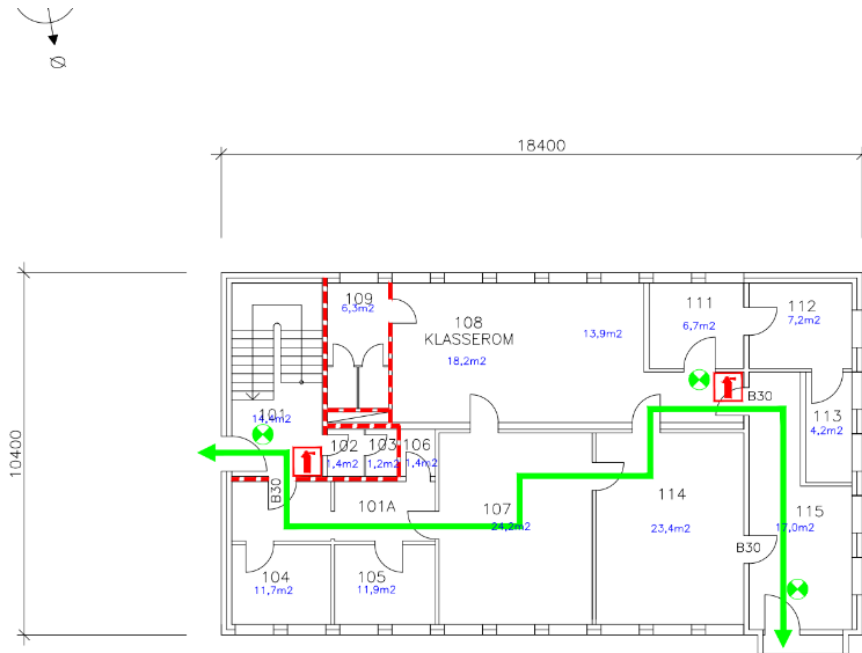 Ø
18400
10400
109
6,3m2
108
KLASSEROM
18,2m2
13,9m2
111
6,7m2
112
7,2m2
B30
113
4,2m2
101
14,4m2
102
1,4m2
103
1,2m2
106
1,4m2
B30
101A
107
24,2m2
114
23,4m2
115
17,0m2
B30
104
11,7m2
105
11,9m2